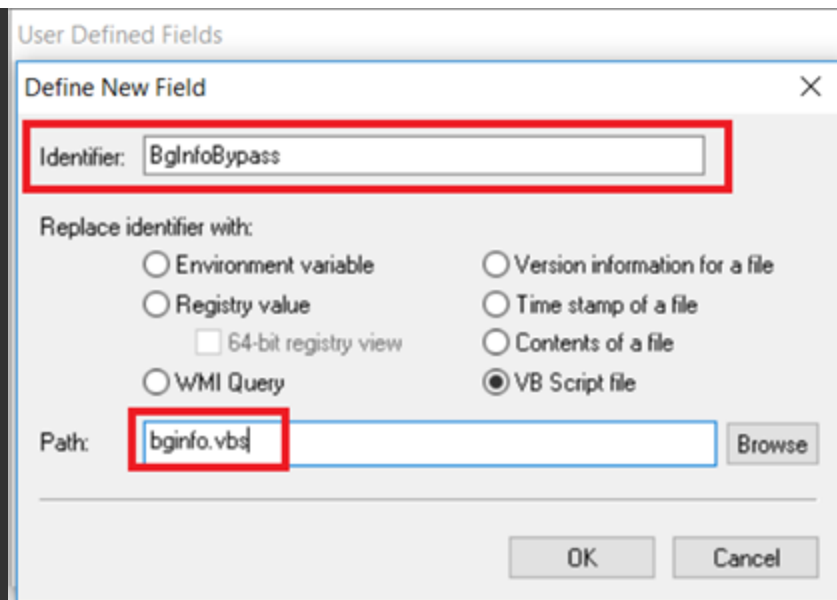 User Defined Fields
Define New Field
Identifier: BgInfoBypass
Replace identifier with:
Environment variable
Version information for a file
Registry value
Time stamp of a file
64-bit registry view
Contents of a file
WMI Query
VB Script file
Path: bginfo.vbs
Browse
OK
Cancel